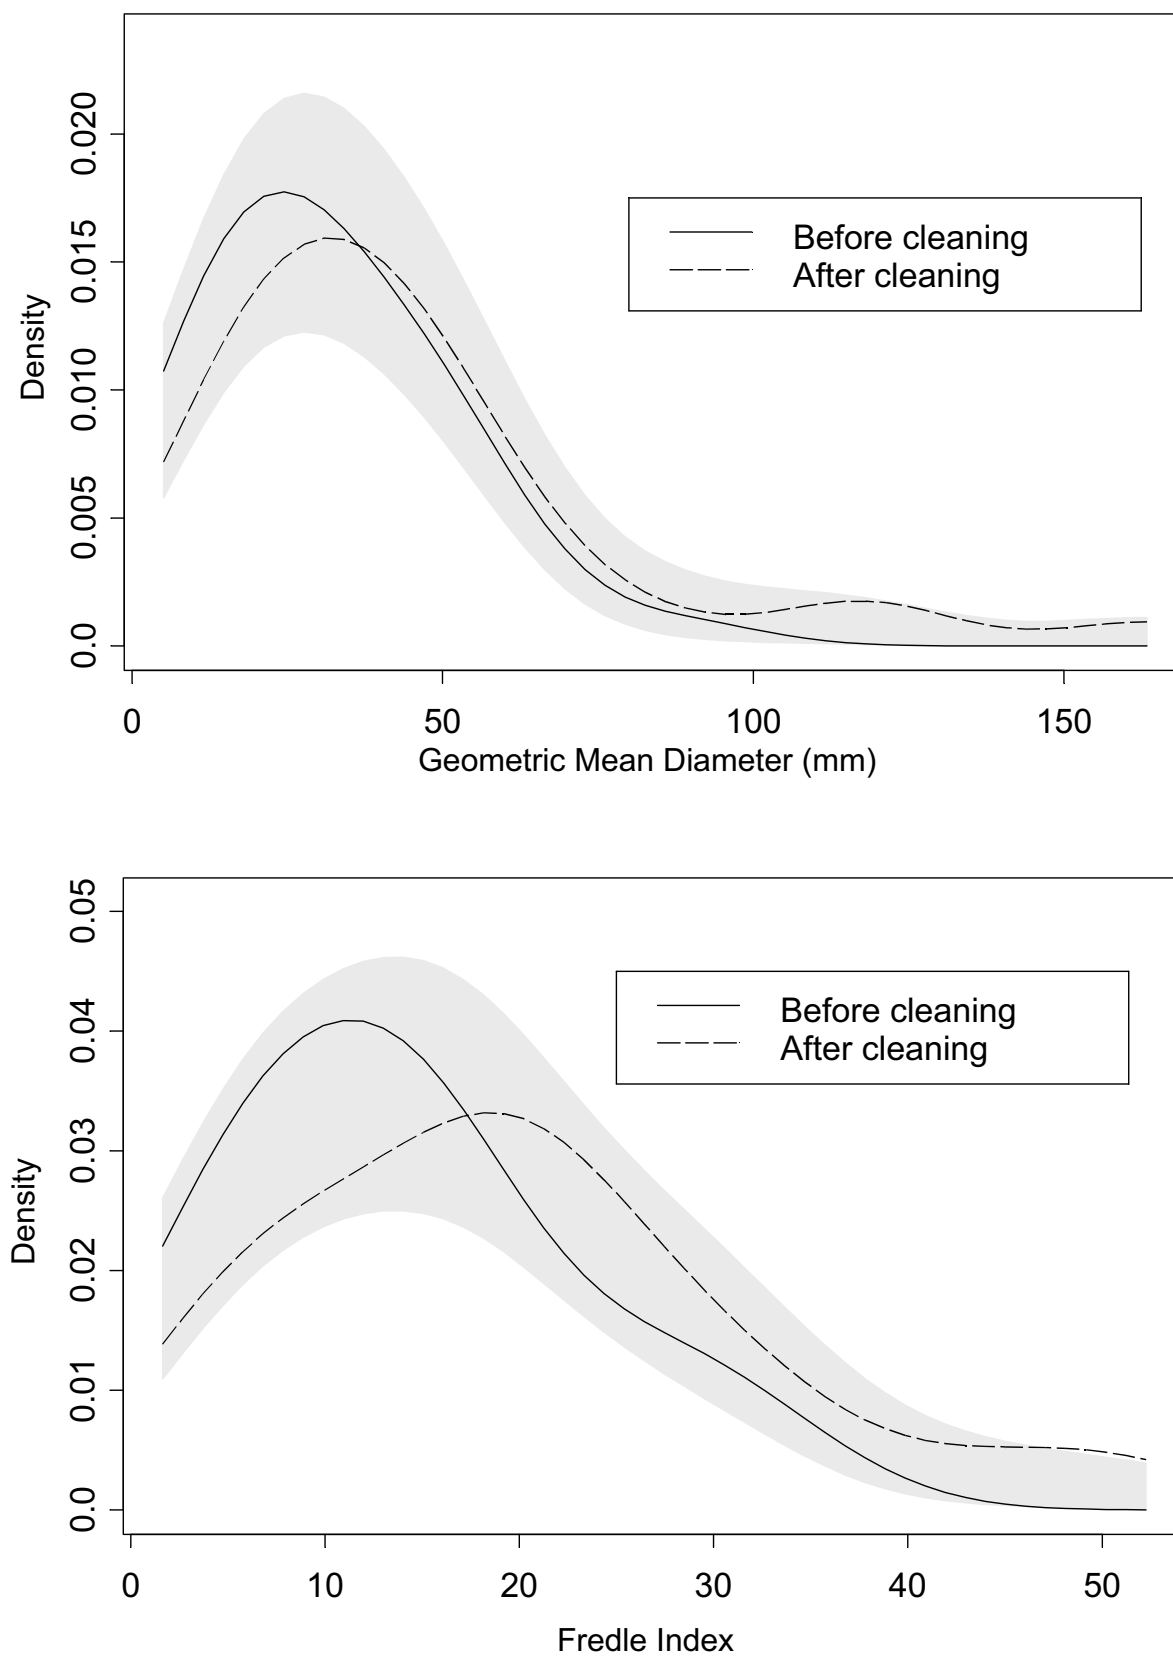 Density
0.020
0.015
0.010
0.005
0.0
Before cleaning
After cleaning
0 50 100 150
Geometric Mean Diameter (mm)
Density
0.05
0.04
0.03
0.02
0.01
0.0
Before cleaning
After cleaning
0 10 20 30 40 50
Fredle Index